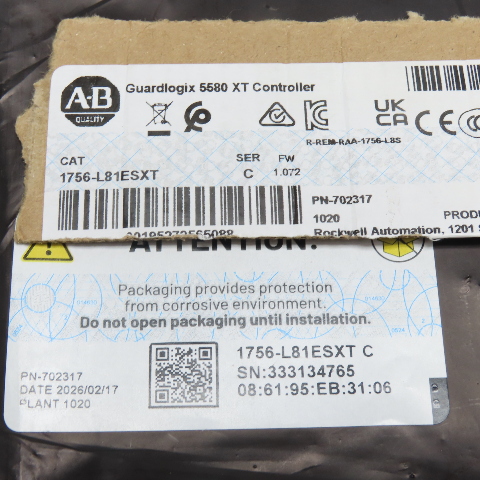 A-B
QUALITY
Guardlogix 5580 XT Controller
UK
CA CE
R-REM-RAA-1756-L8S
CAT SER FW
1756-L81ESXT C 1.072
PN-702317
1020
Rockwell Automation, 1201
ATTENTION!
Packaging provides protection
from corrosive environment.
Do not open packaging until installation.
1756-L81ESXT C
SN:333134765
08:61:95:EB:31:06
PN-702317
DATE 2026/02/17
PLANT 1020